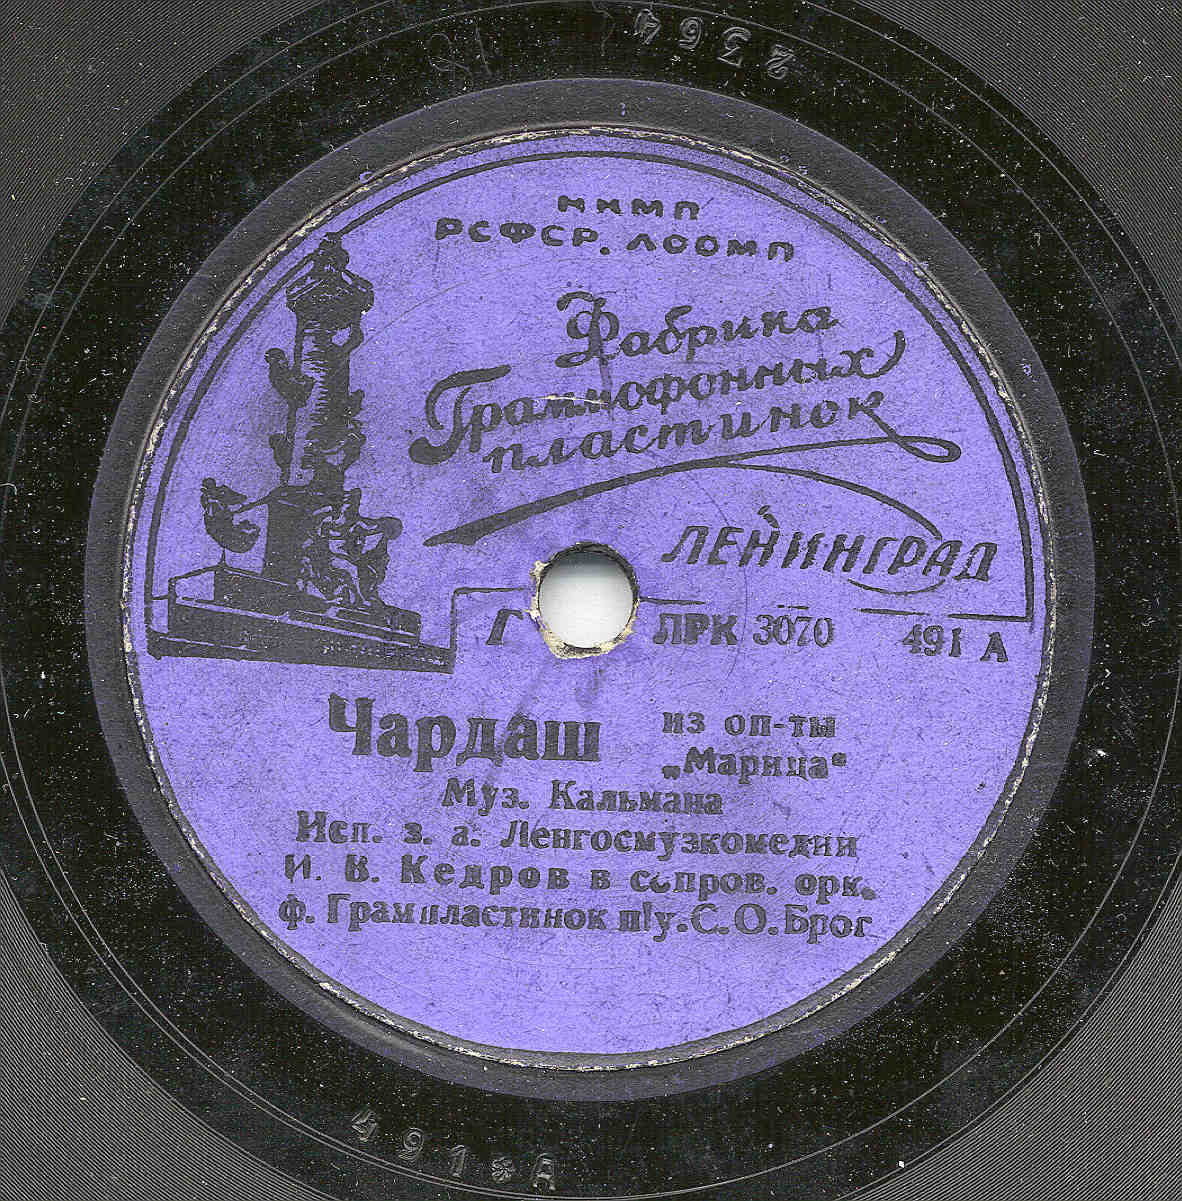 2364
НКМП
РСФСР. ЛООМП
Фабрика
Граммофонных
пластинок
ЛЕНИНГРАД
Г ЛРК 3070 491 А
Чардаш из оп-ты
„Марица“
Муз. Кальмана
Исп. з. а. Ленгосмузкомедии
И. В. Кедров в сопров. орк.
ф. Грампластинок п/у. С. О. Брог
491*А